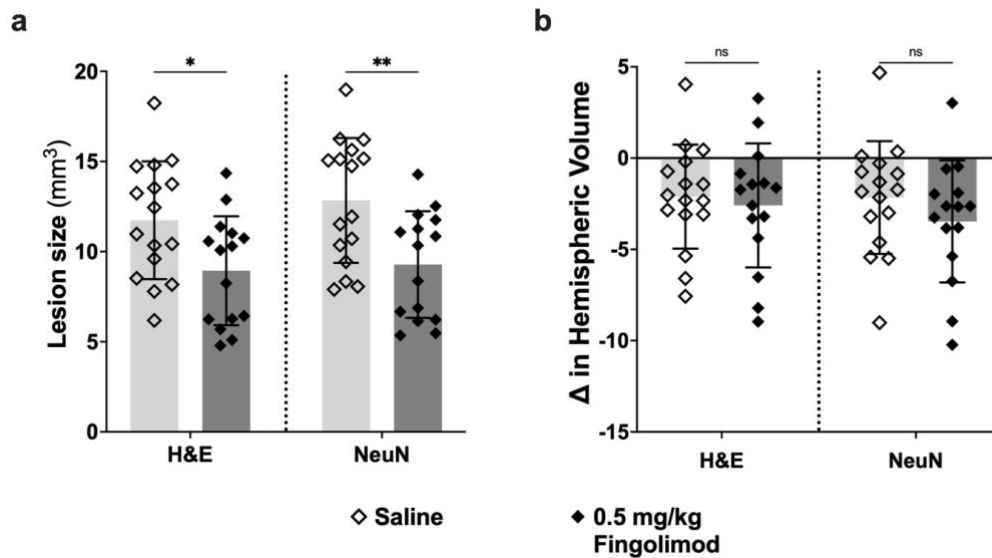 a
*
**
20
15
10
5
0
Lesion size (mm³)
H&E
NeuN
b
ns
ns
5
0
-5
-10
-15
Δ in Hemispheric Volume
H&E
NeuN
Saline
0.5 mg/kg
Fingolimod